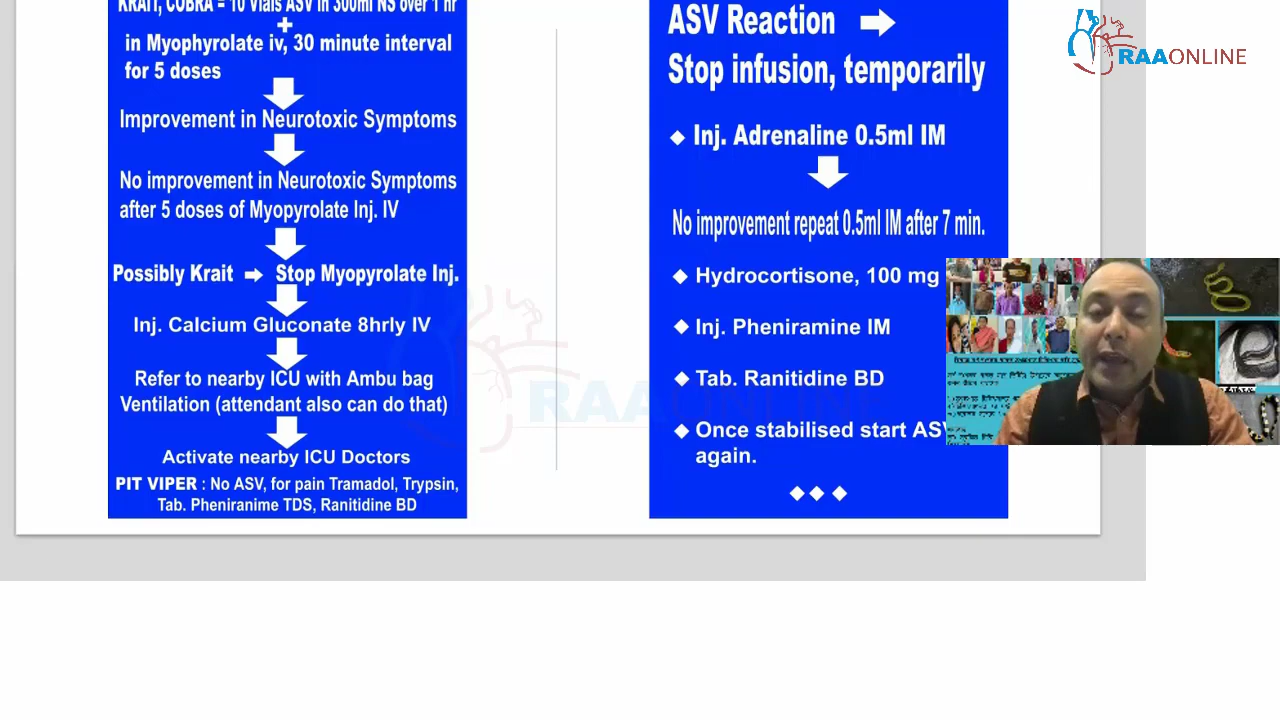 KRAIT, COBRA = 10 Vials ASV in 300ml NS over 1 hr
+
in Myophyrolate iv, 30 minute interval
for 5 doses
Improvement in Neurotoxic Symptoms
No improvement in Neurotoxic Symptoms
after 5 doses of Myopyrolate Inj. IV
Possibly Krait ➡ Stop Myopyrolate Inj.
Inj. Calcium Gluconate 8hrly IV
Refer to nearby ICU with Ambu bag
Ventilation (attendant also can do that)
Activate nearby ICU Doctors
PIT VIPER : No ASV, for pain Tramadol, Trypsin,
Tab. Pheniranime TDS, Ranitidine BD
ASV Reaction ➡
Stop infusion, temporarily
◆ Inj. Adrenaline 0.5ml IM
No improvement repeat 0.5ml IM after 7 min.
◆ Hydrocortisone, 100 mg
◆ Inj. Pheniramine IM
◆ Tab. Ranitidine BD
◆ Once stabilised start ASV
again.
RAAONLINE
RAAONLINE